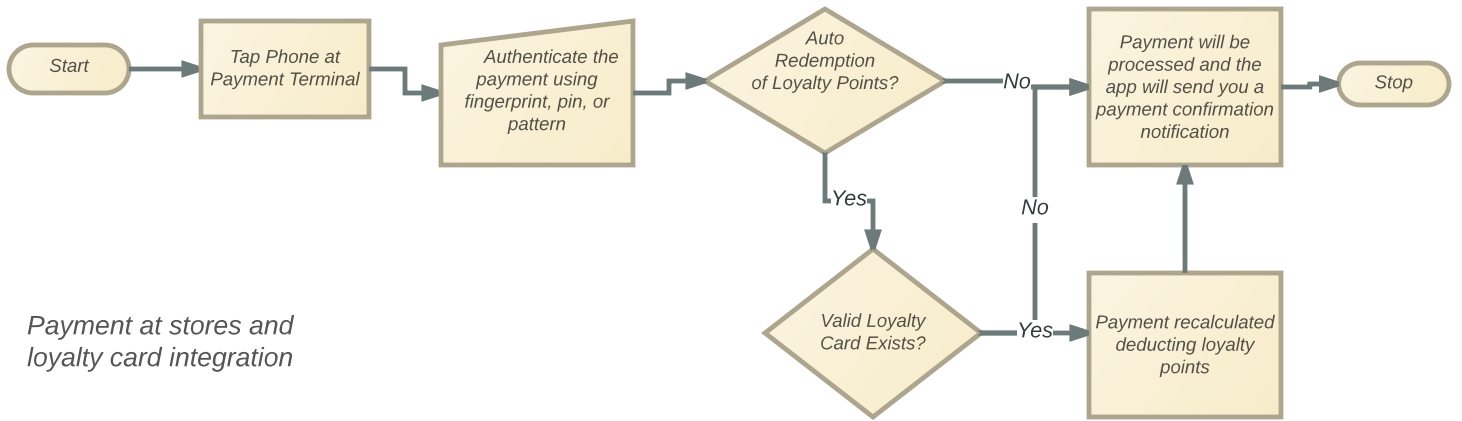 Start
Tap Phone at
Payment Terminal
Authenticate the
payment using
fingerprint, pin, or
pattern
Auto
Redemption
of Loyalty Points?
No
Payment will be
processed and the
app will send you a
payment confirmation
notification
Stop
Yes
No
Valid Loyalty
Card Exists?
Yes
Payment recalculated
deducting loyalty
points
Payment at stores and
loyalty card integration